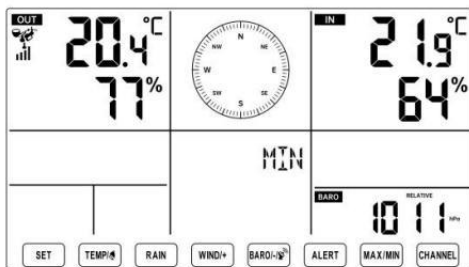 OUT
20.4 °C
77%
N
NW NE
W E
SW SE
S
IN
21.9 °C
64%
MIN
BARO RELATIVE
1011 hPa
SET TEMP/ RAIN WIND/+ BARO/-/ ALERT MAX/MIN CHANNEL